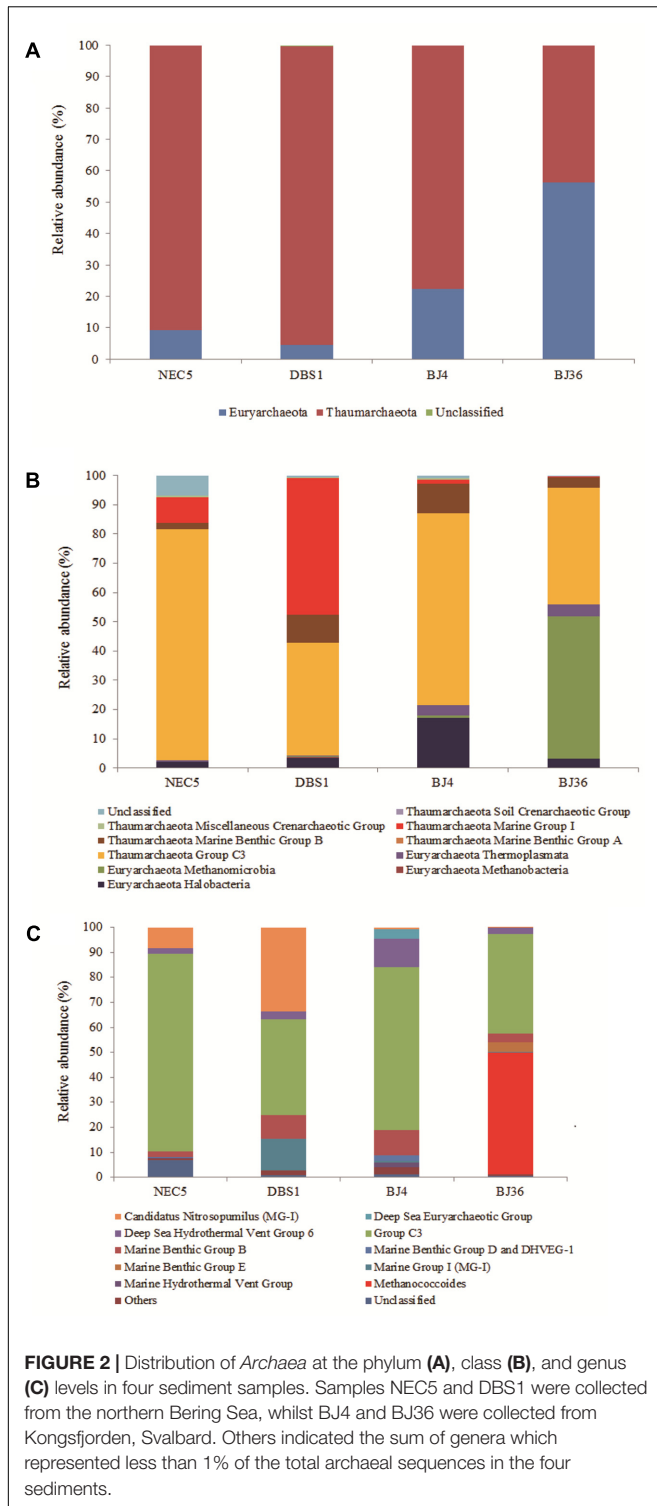 A
Relative abundance (%)
100
90
80
70
60
50
40
30
20
10
0
NEC5 DBS1 BJ4 BJ36
Euryarchaeota Thaumarchaeota Unclassified
B
Relative abundance (%)
100
90
80
70
60
50
40
30
20
10
0
NEC5 DBS1 BJ4 BJ36
Unclassified Thaumarchaeota Soil Crenarchaeotic Group
Thaumarchaeota Miscellaneous Crenarchaeotic Group Thaumarchaeota Marine Group I
Thaumarchaeota Marine Benthic Group B Thaumarchaeota Marine Benthic Group A
Thaumarchaeota Group C3 Euryarchaeota Thermoplasmata
Euryarchaeota Methanomicrobia Euryarchaeota Methanobacteria
Euryarchaeota Halobacteria
C
Relative abundance (%)
100
90
80
70
60
50
40
30
20
10
0
NEC5 DBS1 BJ4 BJ36
Candidatus Nitrosopumilus (MG-I) Deep Sea Euryarchaeotic Group
Deep Sea Hydrothermal Vent Group 6 Group C3
Marine Benthic Group B Marine Benthic Group D and DHVEG-1
Marine Benthic Group E Marine Group I (MG-I)
Marine Hydrothermal Vent Group Methanococcoides
Others Unclassified
FIGURE 2 | Distribution of Archaea at the phylum (A), class (B), and genus
(C) levels in four sediment samples. Samples NEC5 and DBS1 were collected
from the northern Bering Sea, whilst BJ4 and BJ36 were collected from
Kongsfjorden, Svalbard. Others indicated the sum of genera which
represented less than 1% of the total archaeal sequences in the four
sediments.